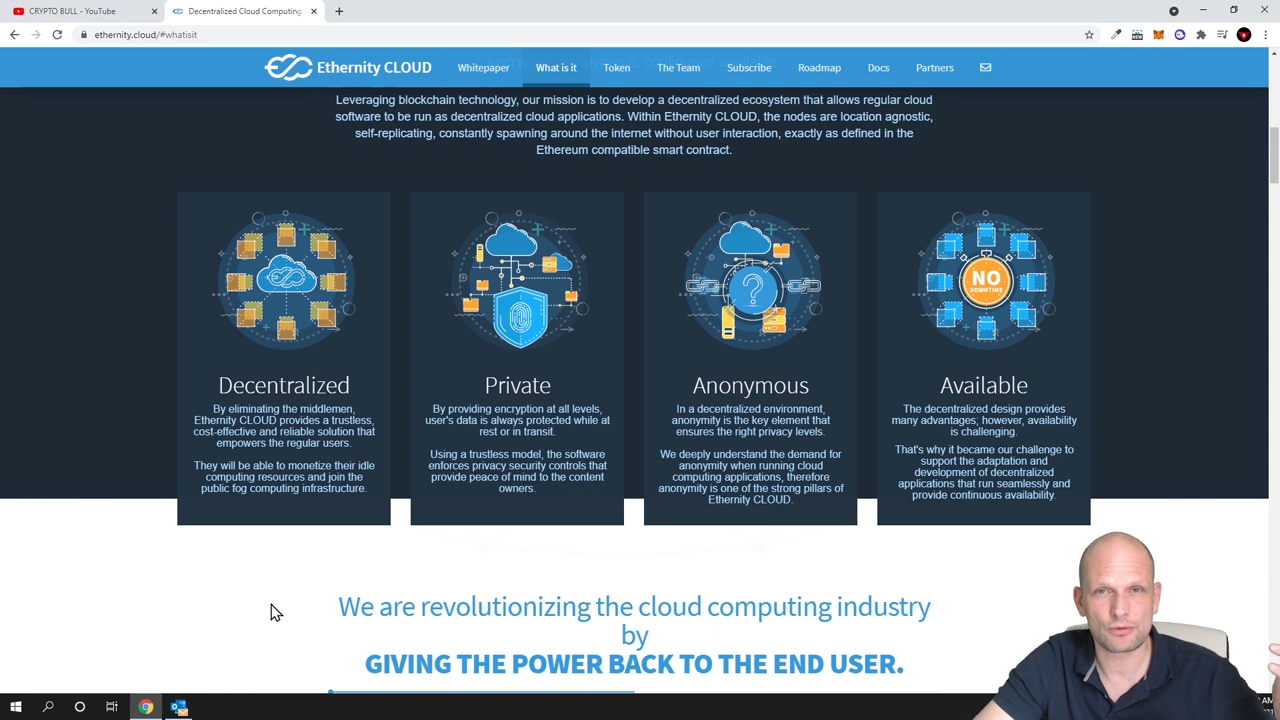 CRYPTO BULL - YouTube
Decentralized Cloud Computing
ethernity.cloud/#whatisit
Ethernity CLOUD
Whitepaper
What is it
Token
The Team
Subscribe
Roadmap
Docs
Partners
Leveraging blockchain technology, our mission is to develop a decentralized ecosystem that allows regular cloud
software to be run as decentralized cloud applications. Within Ethernity CLOUD, the nodes are location agnostic,
self-replicating, constantly spawning around the internet without user interaction, exactly as defined in the
Ethereum compatible smart contract.
Decentralized
By eliminating the middlemen,
Ethernity CLOUD provides a trustless,
cost-effective and reliable solution that
empowers the regular users.
They will be able to monetize their idle
computing resources and join the
public fog computing infrastructure.
Private
By providing encryption at all levels,
user's data is always protected while at
rest or in transit.
Using a trustless model, the software
enforces privacy security controls that
provide peace of mind to the content
owners.
?
Anonymous
In a decentralized environment,
anonymity is the key element that
ensures the right privacy levels.
We deeply understand the demand for
anonymity when running cloud
computing applications, therefore
anonymity is one of the strong pillars of
Ethernity CLOUD.
NO
DOWNTIME
Available
The decentralized design provides
many advantages; however, availability
is challenging.
That's why it became our challenge to
support the adaptation and
development of decentralized
applications that run seamlessly and
provide continuous availability.
We are revolutionizing the cloud computing industry
by
GIVING THE POWER BACK TO THE END USER.